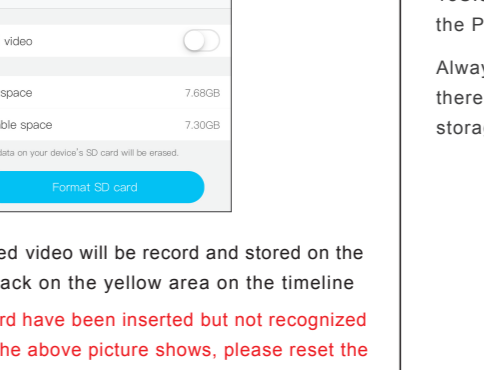 video
space 7.68GB
ble space 7.30GB
data on your device's SD card will be erased.
Format SD card
ed video will be record and stored on the
ack on the yellow area on the timeline
rd have been inserted but not recognized
he above picture shows, please reset the
the P
Alway
there
stora